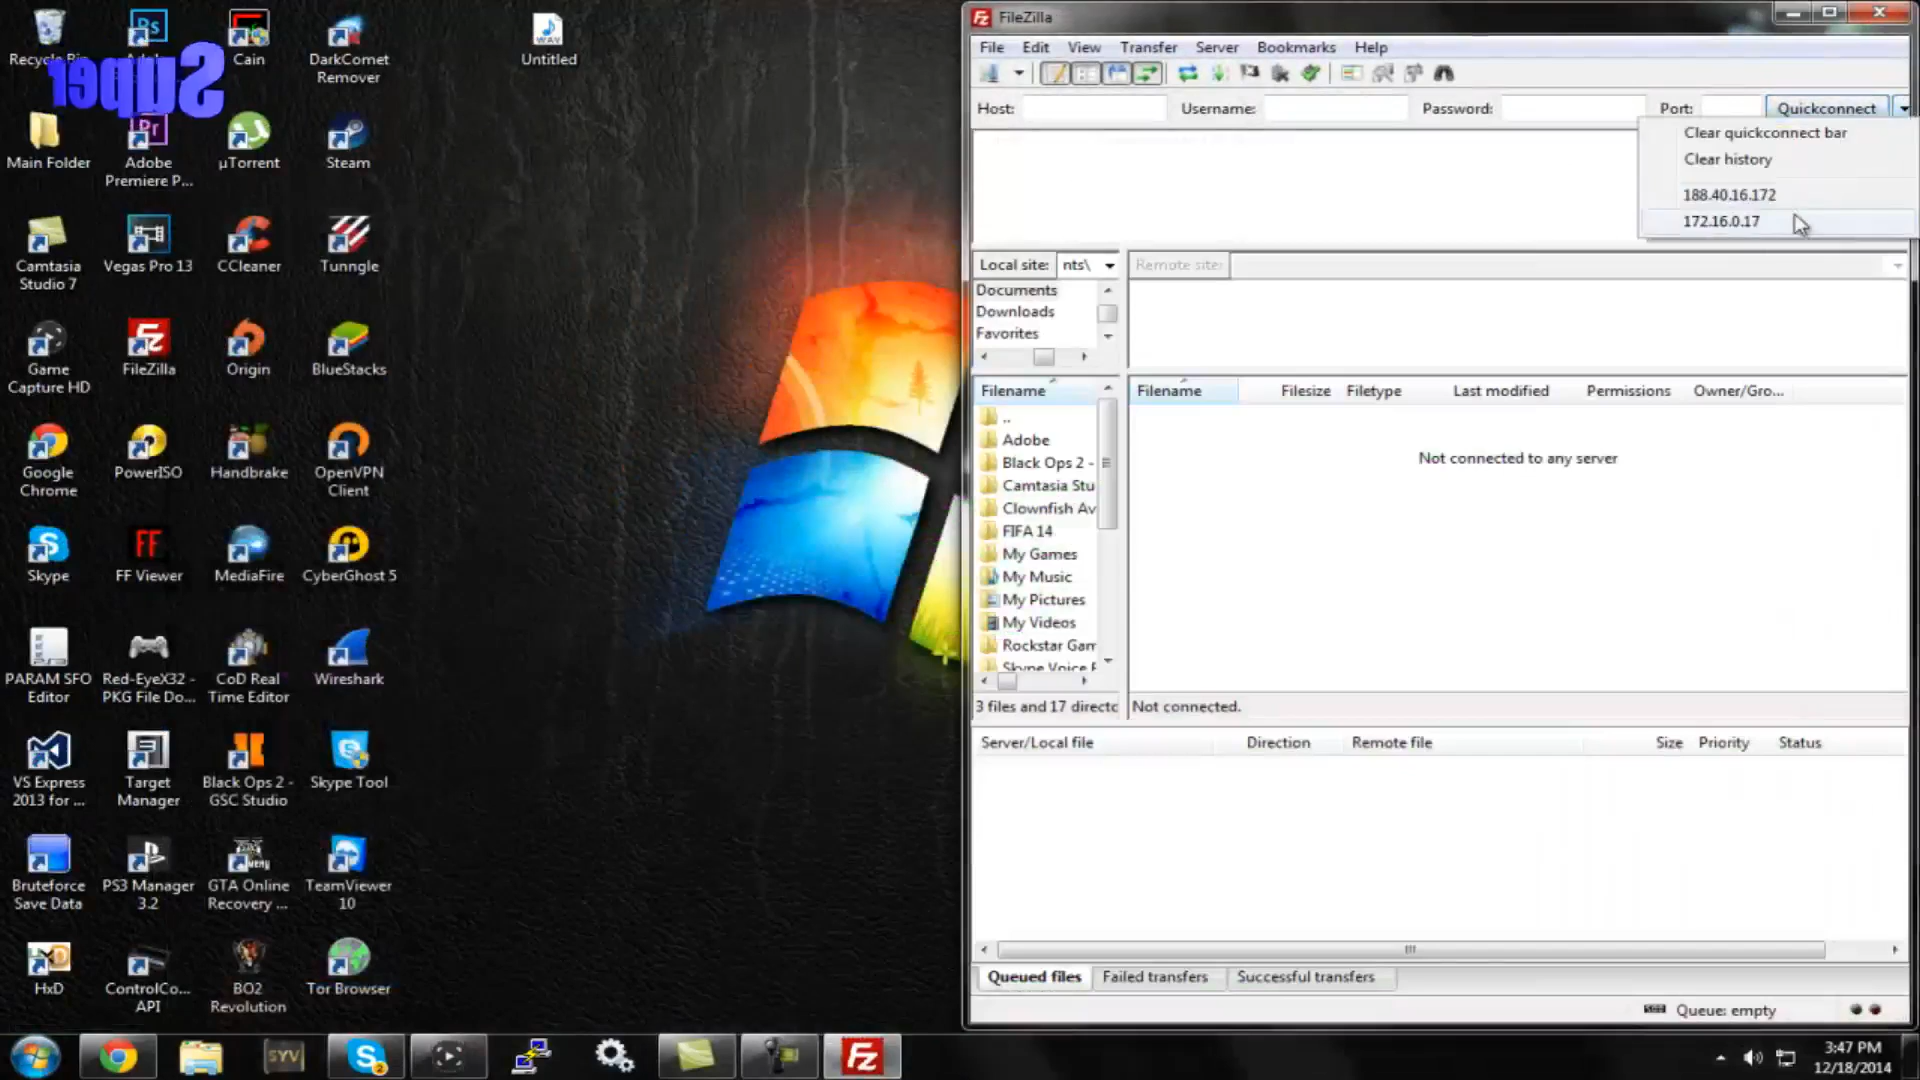 Recycle Bin
Cain
DarkComet
Remover
WAV
Untitled
Super
Main Folder
Adobe
Premiere P...
µTorrent
Steam
Camtasia
Studio 7
Vegas Pro 13
CCleaner
Tunngle
Game
Capture HD
FileZilla
Origin
BlueStacks
Google
Chrome
PowerISO
Handbrake
OpenVPN
Client
Skype
FF Viewer
MediaFire
CyberGhost 5
PARAM SFO
Editor
Red-EyeX32 -
PKG File Do...
CoD Real
Time Editor
Wireshark
VS Express
2013 for ...
Target
Manager
Black Ops 2 -
GSC Studio
Skype Tool
Bruteforce
Save Data
PS3 Manager
3.2
GTA Online
Recovery ...
TeamViewer
10
HxD
ControlCo...
API
BO2
Revolution
Tor Browser
FileZilla
File Edit View Transfer Server Bookmarks Help
Host: Username: Password: Port: Quickconnect
Clear quickconnect bar
Clear history
188.40.16.172
172.16.0.17
Local site: nts\
Remote site:
Documents
Downloads
Favorites
Filename
Filename Filesize Filetype Last modified Permissions Owner/Gro...
..
Adobe
Black Ops 2 -
Camtasia Stu
Clownfish Av
FIFA 14
My Games
My Music
My Pictures
My Videos
Rockstar Gam
Skype Voice
Not connected to any server
3 files and 17 directo
Not connected.
Server/Local file Direction Remote file Size Priority Status
Queued files Failed transfers Successful transfers
Queue: empty
SYV
3:47 PM
12/18/2014